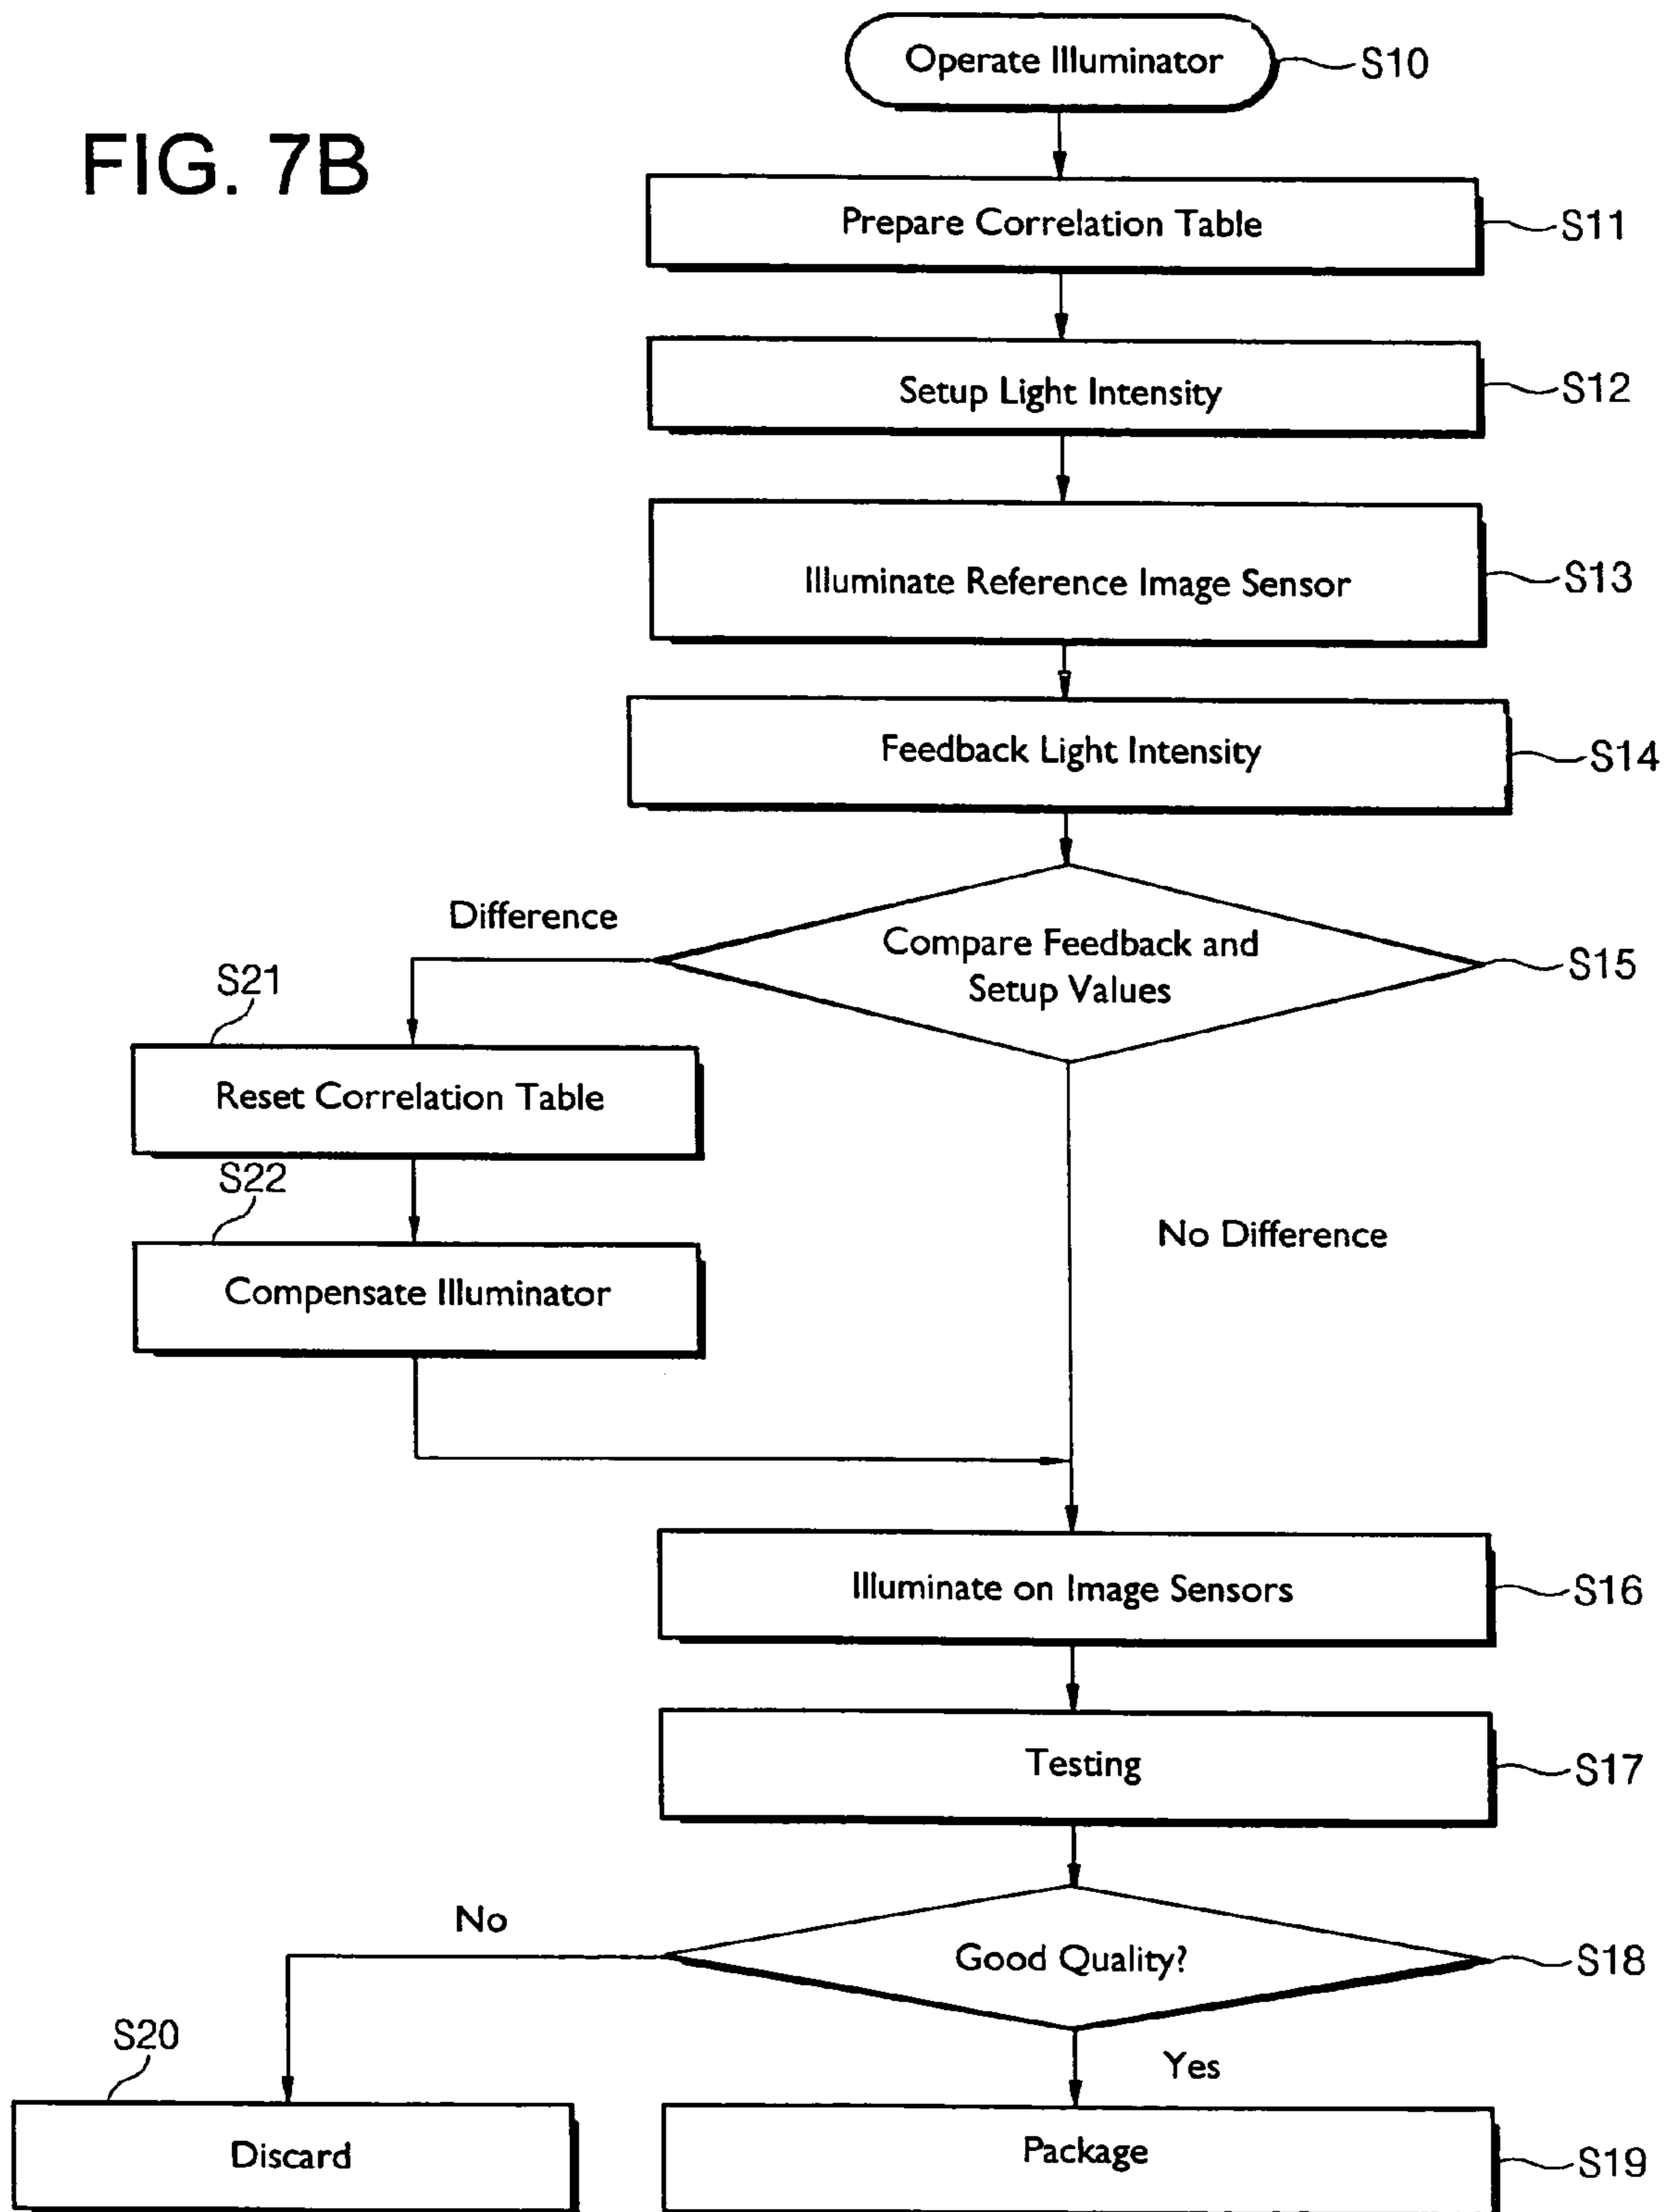 FIG. 7B
Operate Illuminator
S10
Prepare Correlation Table
S11
Setup Light Intensity
S12
Illuminate Reference Image Sensor
S13
Feedback Light Intensity
S14
Difference
Compare Feedback and
Setup Values
S15
S21
Reset Correlation Table
S22
Compensate Illuminator
No Difference
Illuminate on Image Sensors
S16
Testing
S17
No
Good Quality?
S18
Yes
S20
Discard
Package
S19